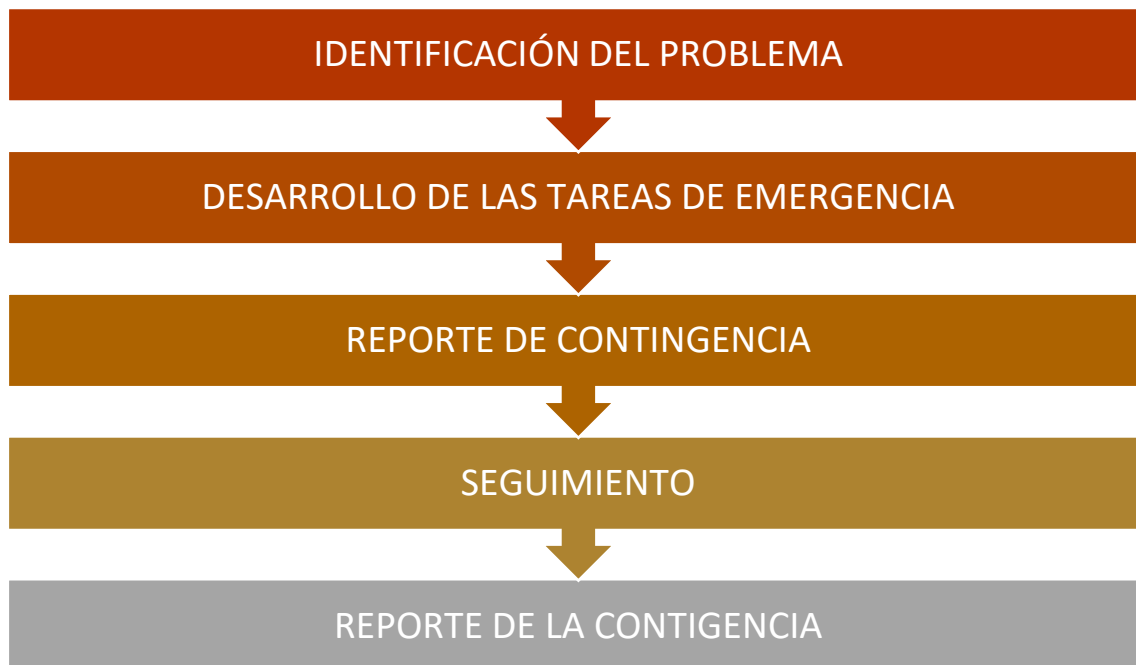 IDENTIFICACIÓN DEL PROBLEMA
DESARROLLO DE LAS TAREAS DE EMERGENCIA
REPORTE DE CONTINGENCIA
SEGUIMIENTO
REPORTE DE LA CONTIGENCIA